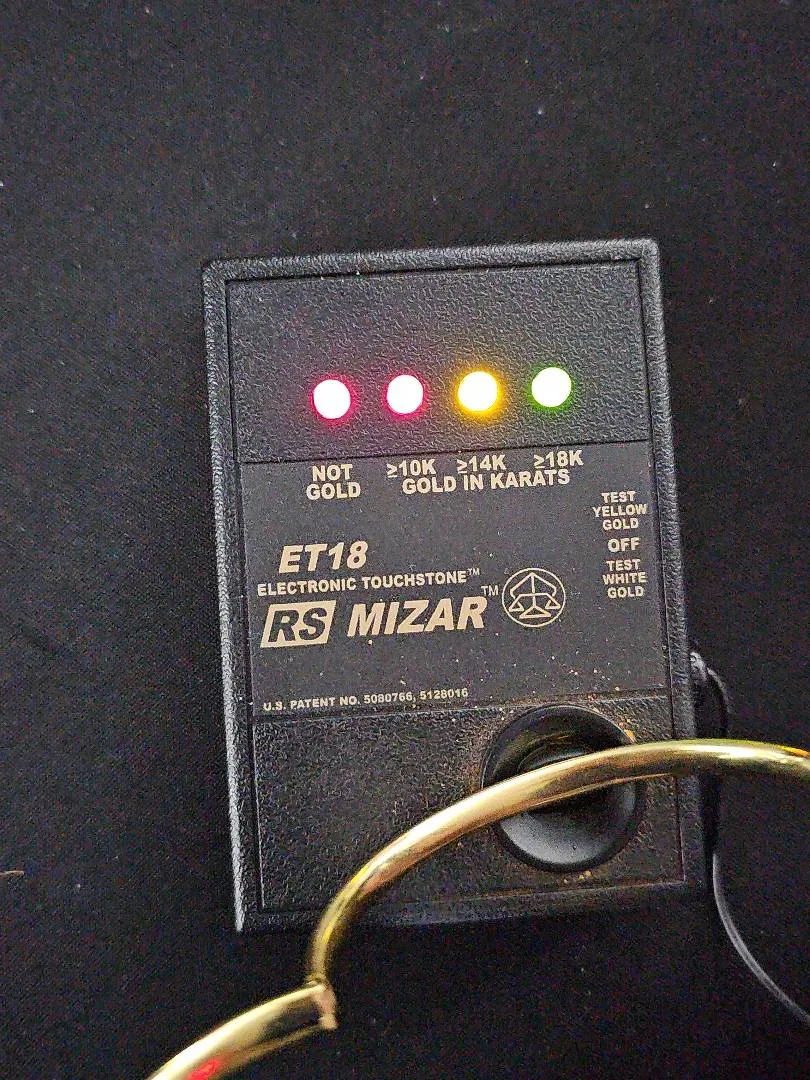 NOT GOLD
≥10K ≥14K ≥18K
GOLD IN KARATS
TEST
YELLOW
GOLD
OFF
TEST
WHITE
GOLD
ET18
ELECTRONIC TOUCHSTONE™
RS MIZAR™
U.S. PATENT NO. 5080766, 5128016